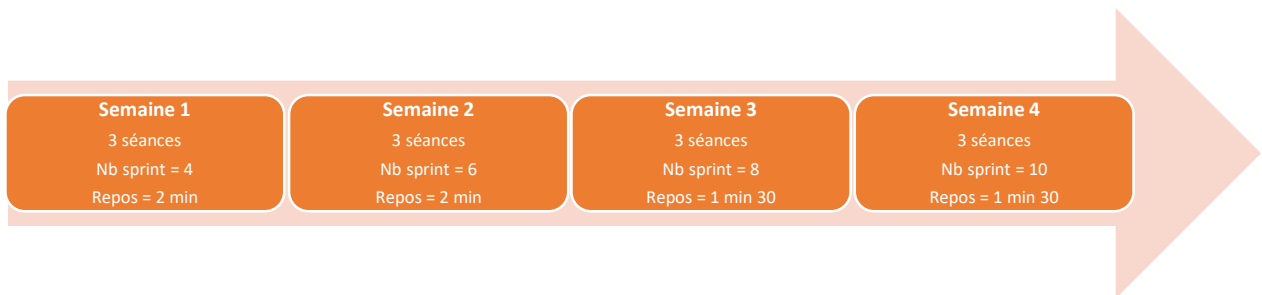 Semaine 1
3 séances
Nb sprint = 4
Repos = 2 min
Semaine 2
3 séances
Nb sprint = 6
Repos = 2 min
Semaine 3
3 séances
Nb sprint = 8
Repos = 1 min 30
Semaine 4
3 séances
Nb sprint = 10
Repos = 1 min 30